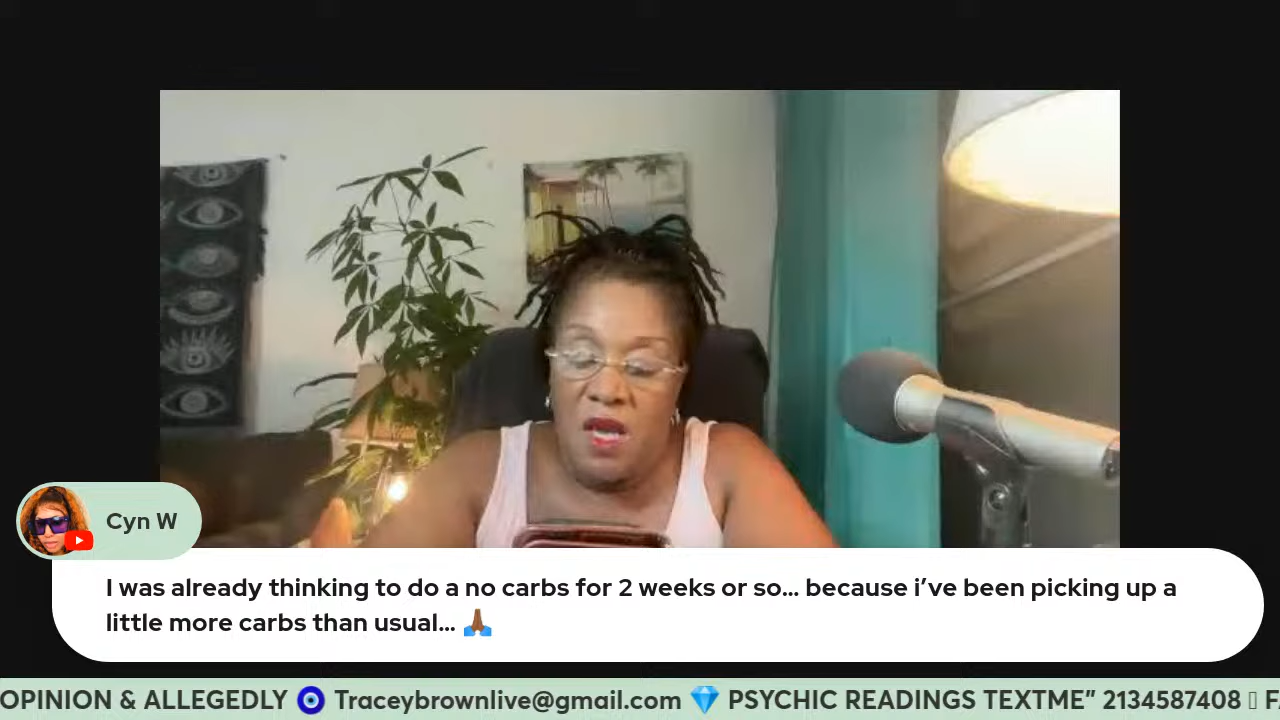 Cyn W
I was already thinking to do a no carbs for 2 weeks or so... because i’ve been picking up a
little more carbs than usual... 🙏🏾
OPINION & ALLEGEDLY 🧿 Traceybrownlive@gmail.com 💎 PSYCHIC READINGS TEXTME” 2134587408